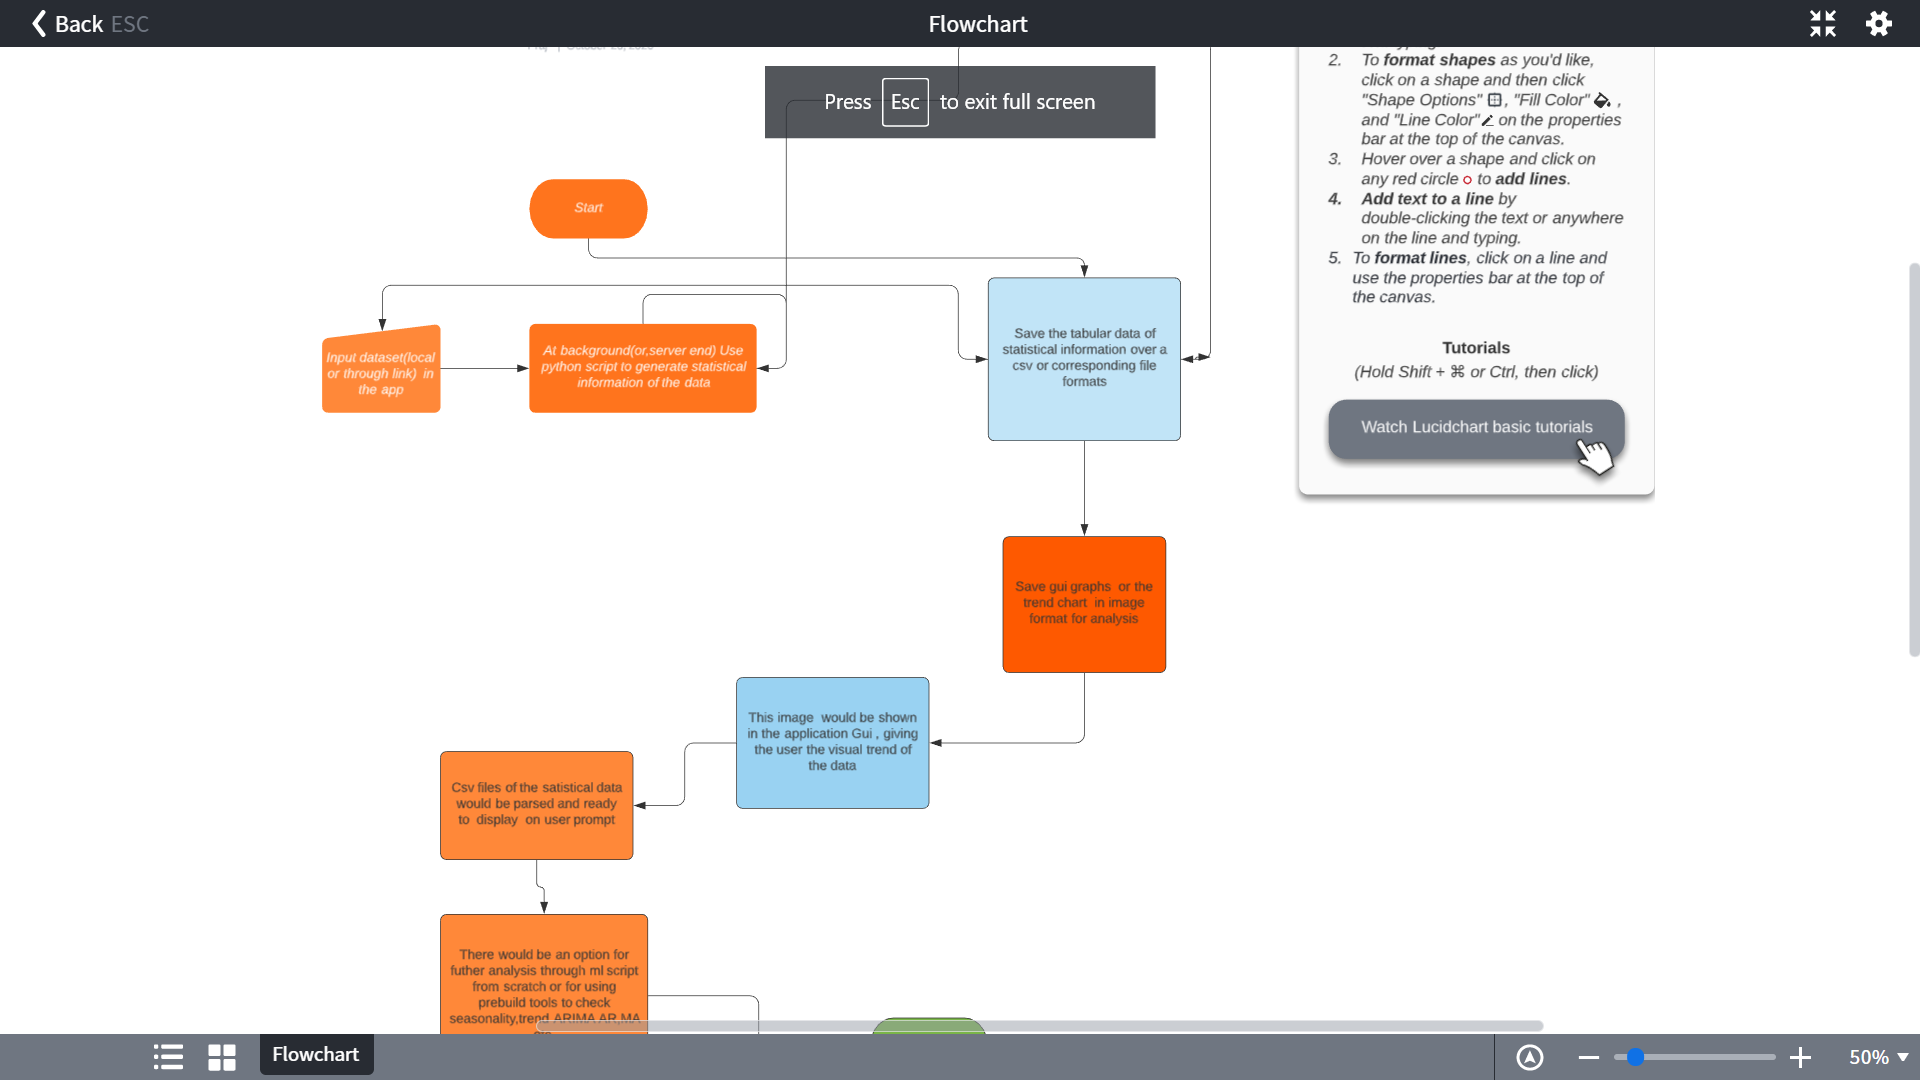 Back ESC
Flowchart
Press Esc to exit full screen
2. To format shapes as you'd like,
click on a shape and then click
"Shape Options" , "Fill Color" ,
and "Line Color" on the properties
bar at the top of the canvas.
3. Hover over a shape and click on
any red circle to add lines.
4. Add text to a line by
double-clicking the text or anywhere
on the line and typing.
5. To format lines, click on a line and
use the properties bar at the top of
the canvas.
Tutorials
(Hold Shift + ⌘ or Ctrl, then click)
Watch Lucidchart basic tutorials
Start
Input dataset(local
or through link) in
the app
At background(or,server end) Use
python script to generate statistical
information of the data
Save the tabular data of
statistical information over a
csv or corresponding file
formats
Save gui graphs or the
trend chart in image
format for analysis
This image would be shown
in the application Gui , giving
the user the visual trend of
the data
Csv files of the satistical data
would be parsed and ready
to display on user prompt
There would be an option for
futher analysis through ml script
from scratch or for using
prebuild tools to check
seasonality,trend ARIMA AR,MA
Flowchart
50%